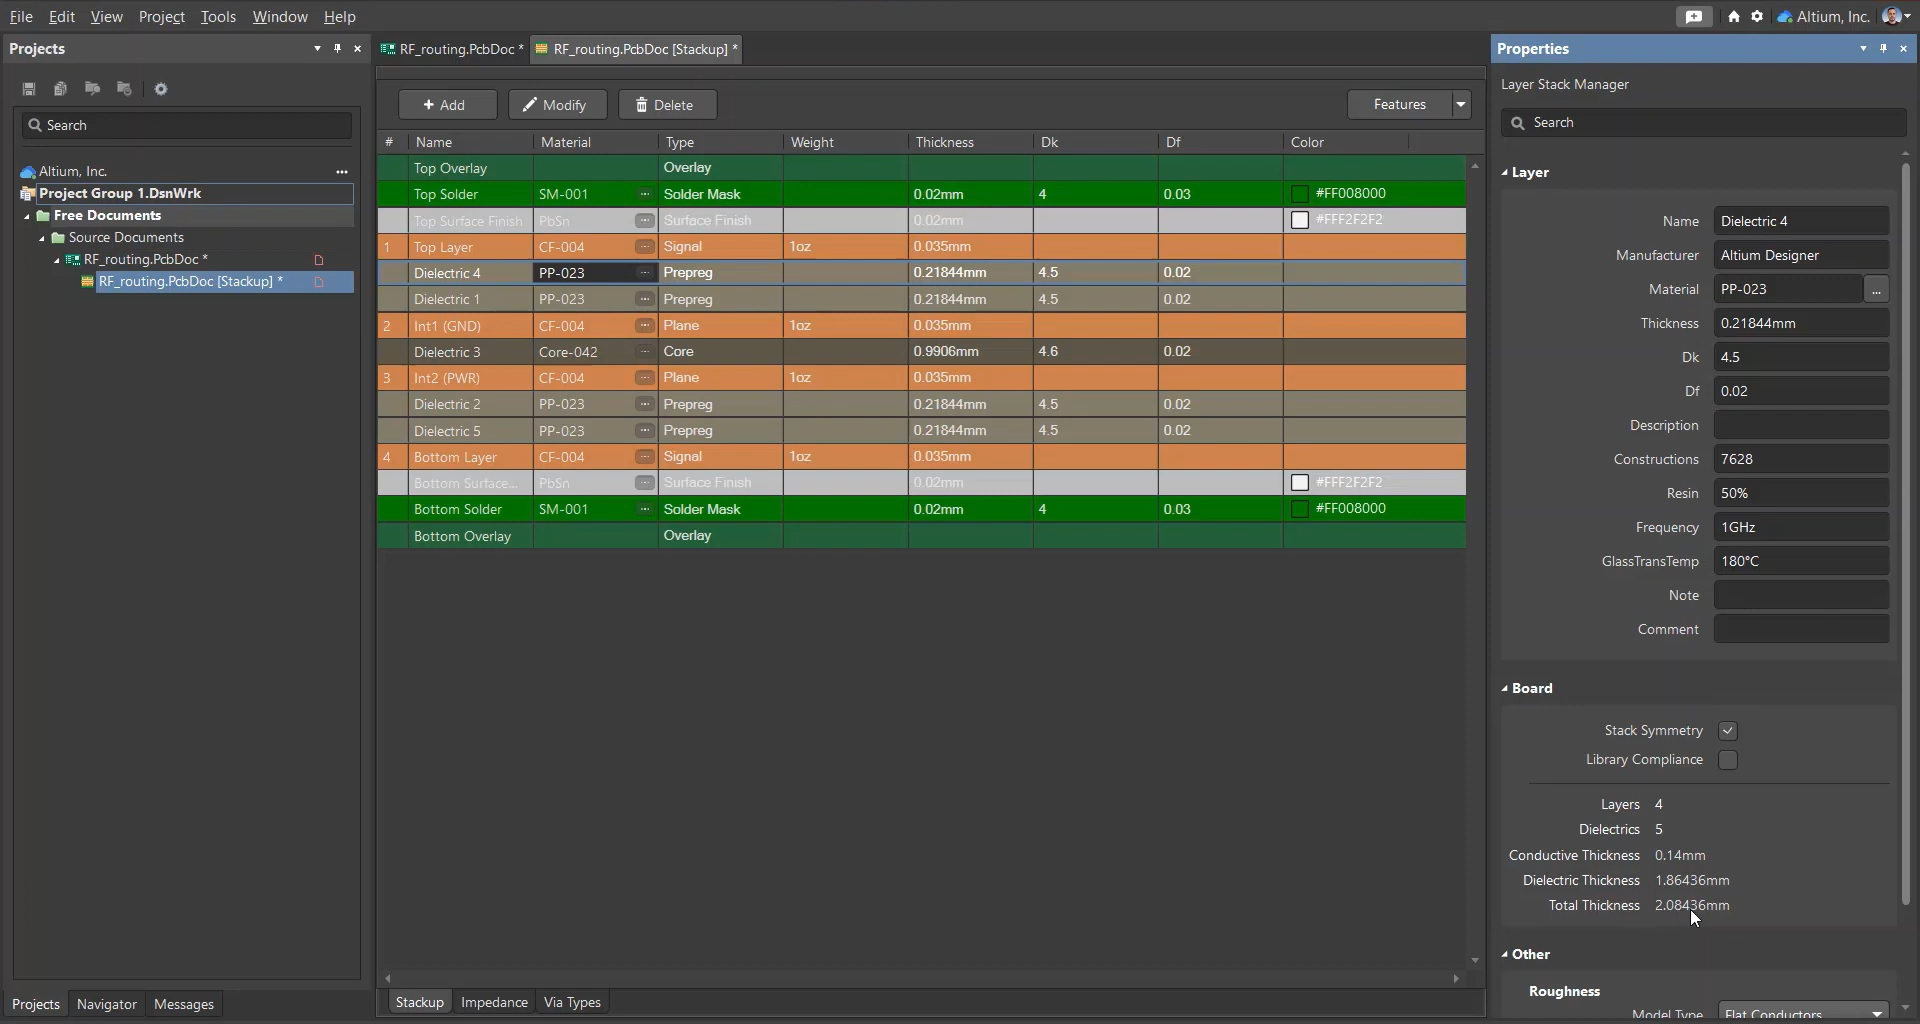 File Edit View Project Tools Window Help
Altium, Inc.
Projects
Search
Altium, Inc.
Project Group 1.DsnWrk
Free Documents
Source Documents
RF_routing.PcbDoc *
RF_routing.PcbDoc [Stackup] *
Projects Navigator Messages
RF_routing.PcbDoc * RF_routing.PcbDoc [Stackup] *
+ Add Modify Delete Features
# Name Material Type Weight Thickness Dk Df Color
Top Overlay Overlay
Top Solder SM-001 ... Solder Mask 0.02mm 4 0.03 #FF008000
Top Surface Finish PbSn ... Surface Finish 0.02mm #FFF2F2F2
1 Top Layer CF-004 ... Signal 1oz 0.035mm
Dielectric 4 PP-023 ... Prepreg 0.21844mm 4.5 0.02
Dielectric 1 PP-023 ... Prepreg 0.21844mm 4.5 0.02
2 Int1 (GND) CF-004 ... Plane 1oz 0.035mm
Dielectric 3 Core-042 ... Core 0.9906mm 4.6 0.02
3 Int2 (PWR) CF-004 ... Plane 1oz 0.035mm
Dielectric 2 PP-023 ... Prepreg 0.21844mm 4.5 0.02
Dielectric 5 PP-023 ... Prepreg 0.21844mm 4.5 0.02
4 Bottom Layer CF-004 ... Signal 1oz 0.035mm
Bottom Surface... PbSn ... Surface Finish 0.02mm #FFF2F2F2
Bottom Solder SM-001 ... Solder Mask 0.02mm 4 0.03 #FF008000
Bottom Overlay Overlay
Stackup Impedance Via Types
Properties
Layer Stack Manager
Search
Layer
Name Dielectric 4
Manufacturer Altium Designer
Material PP-023 ...
Thickness 0.21844mm
Dk 4.5
Df 0.02
Description
Constructions 7628
Resin 50%
Frequency 1GHz
GlassTransTemp 180°C
Note
Comment
Board
Stack Symmetry
Library Compliance
Layers 4
Dielectrics 5
Conductive Thickness 0.14mm
Dielectric Thickness 1.86436mm
Total Thickness 2.08436mm
Other
Roughness
Model Type Flat Conductors